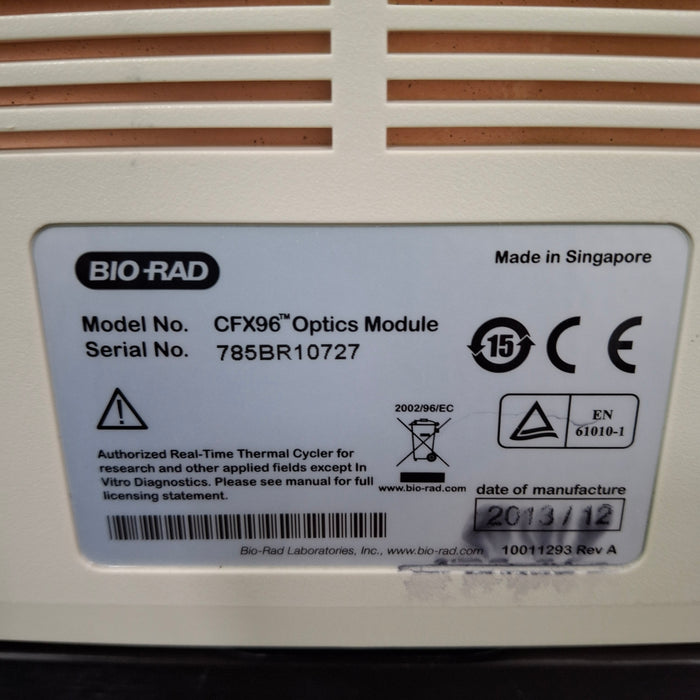 BIO-RAD
Made in Singapore
Model No. CFX96™ Optics Module
Serial No. 785BR10727
15
CE
2002/96/EC
EN
61010-1
Authorized Real-Time Thermal Cycler for
research and other applied fields except In
Vitro Diagnostics. Please see manual for full
licensing statement.
www.bio-rad.com
date of manufacture
2013/12
Bio-Rad Laboratories, Inc., www.bio-rad.com
10011293 Rev A